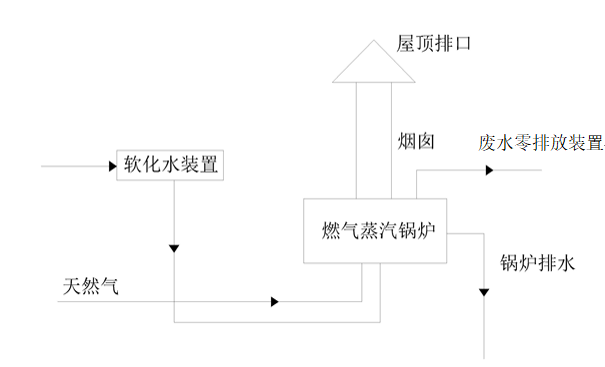 屋顶排口
烟囱
废水零排放装置
软化水装置
燃气蒸汽锅炉
锅炉排水
天然气